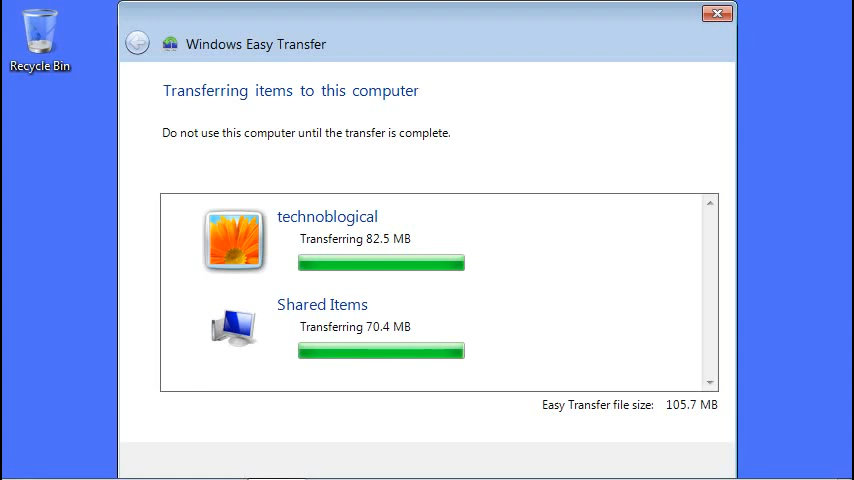 Recycle Bin
Windows Easy Transfer
Transferring items to this computer
Do not use this computer until the transfer is complete.
technoblogical
Transferring 82.5 MB
Shared Items
Transferring 70.4 MB
Easy Transfer file size: 105.7 MB